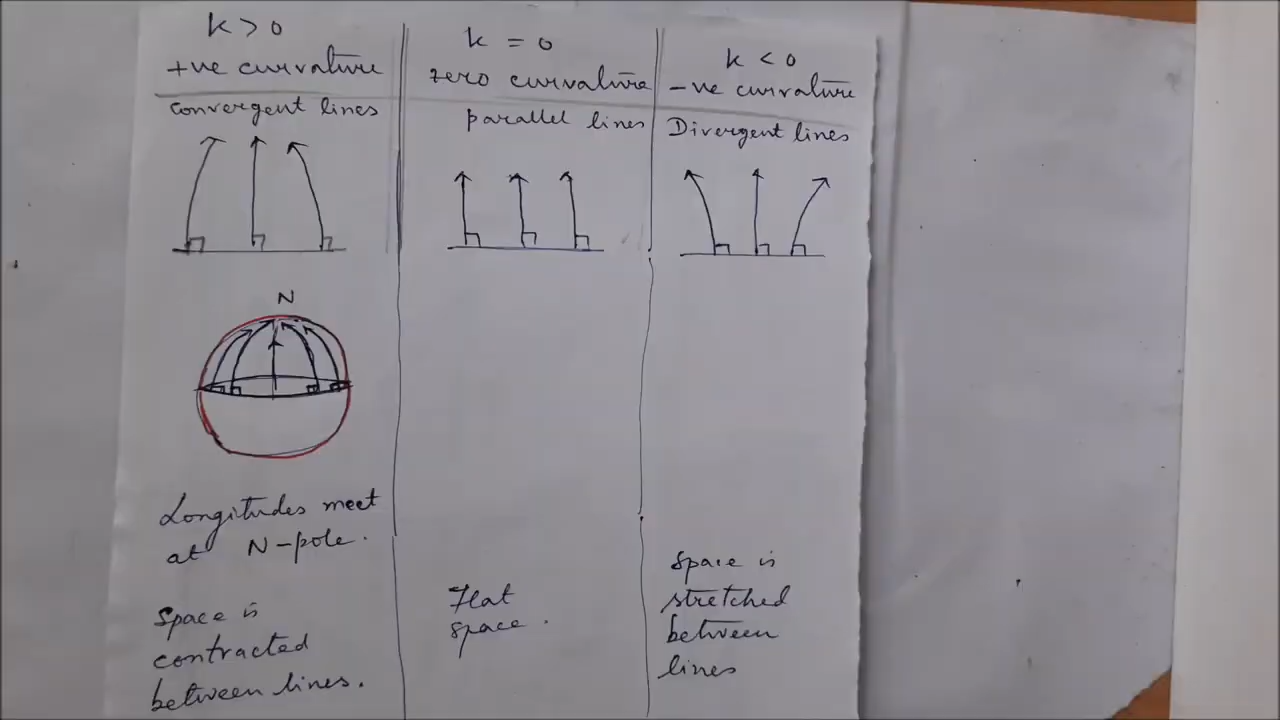 k > 0
+ve curvature
convergent lines
N
Longitudes meet
at N-pole.
Space is
contracted
between lines.
k = 0
zero curvature
parallel lines
Flat
space.
k < 0
-ve curvature
Divergent lines
Space is
stretched
between
lines